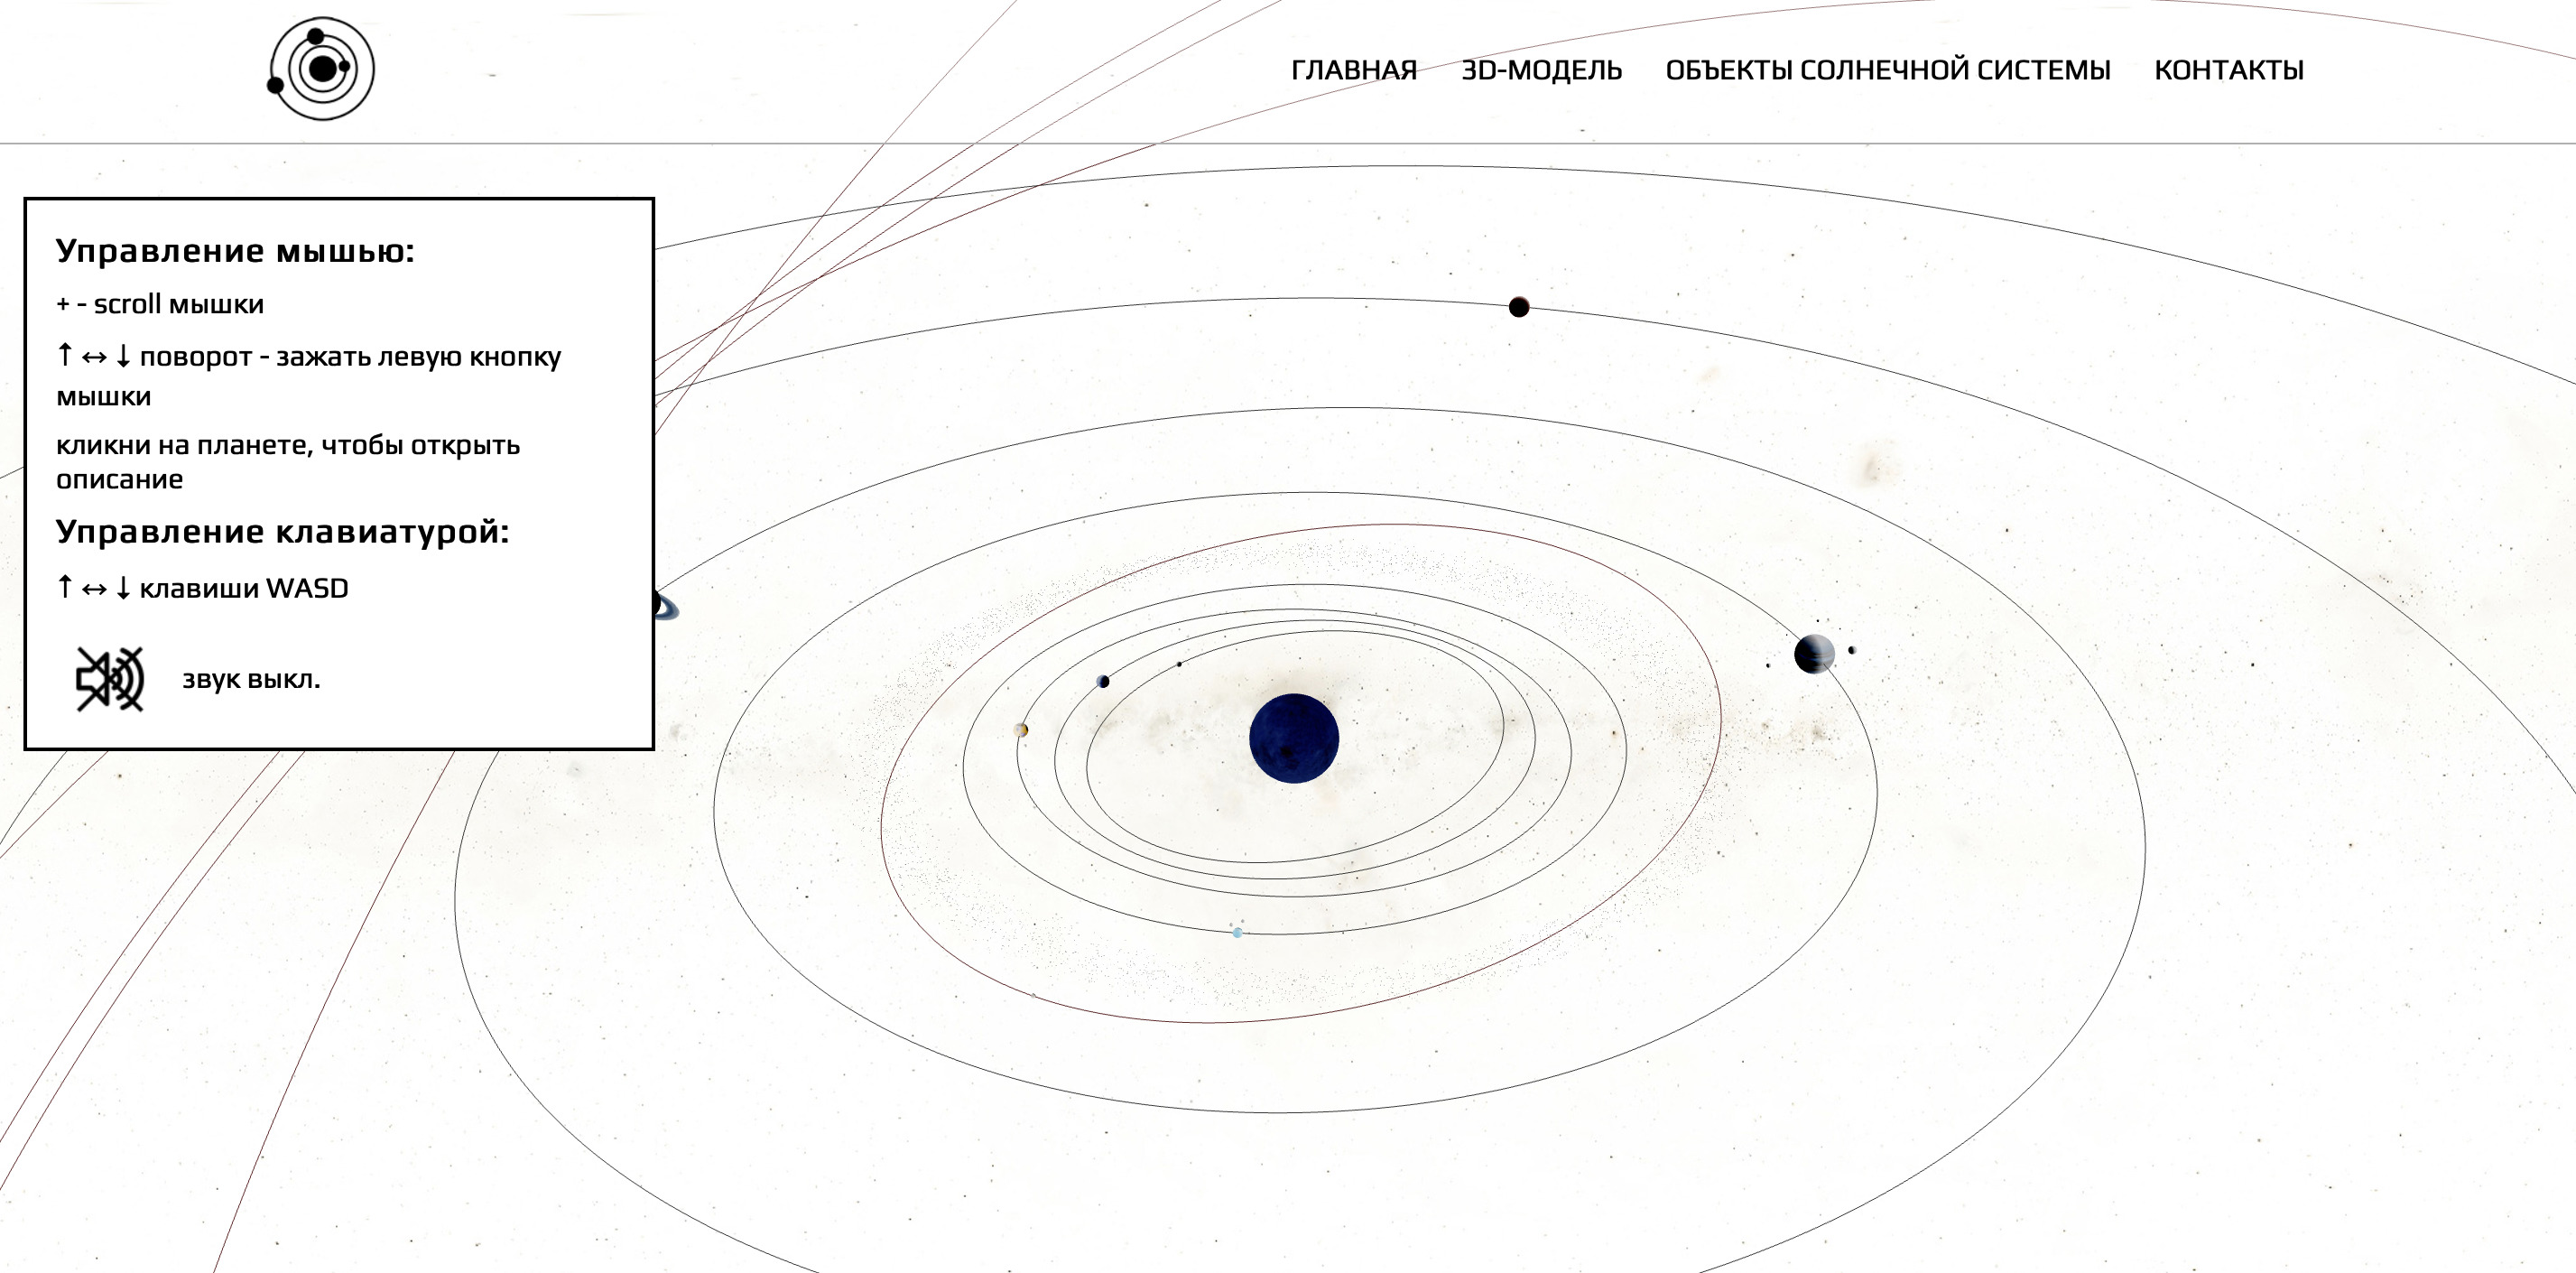 ГЛАВНАЯ 3D-МОДЕЛЬ ОБЪЕКТЫ СОЛНЕЧНОЙ СИСТЕМЫ КОНТАКТЫ
Управление мышью:
+ - scroll мышки
↑ ↔ ↓ поворот - зажать левую кнопку
мышки
кликни на планете, чтобы открыть
описание
Управление клавиатурой:
↑ ↔ ↓ клавиши WASD
звук выкл.